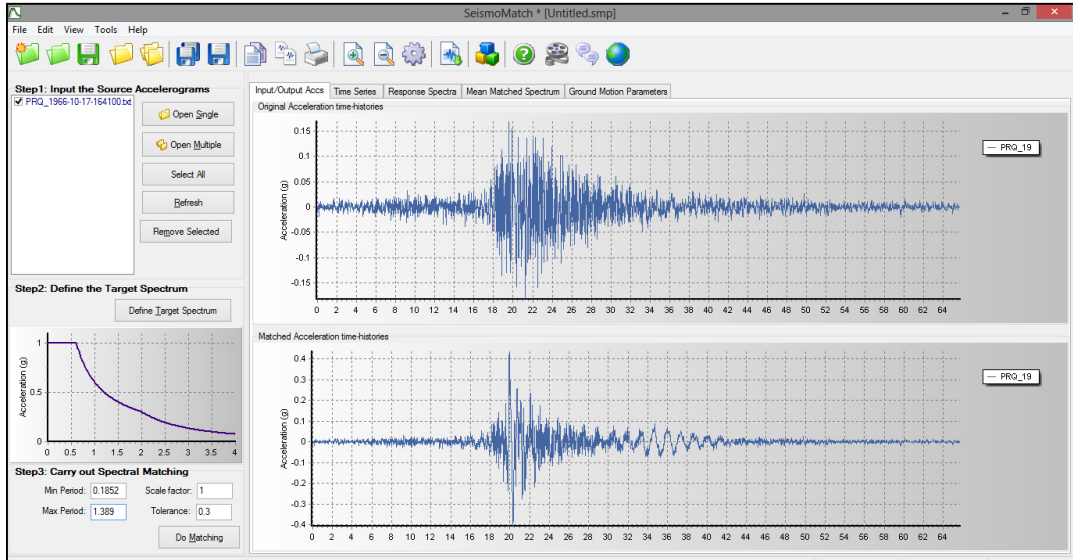 SeismoMatch * [Untitled.smp]
File Edit View Tools Help
Step1: Input the Source Accelerograms
PRQ_1966-10-17-164100.txt
Open Single
Open Multiple
Select All
Refresh
Remove Selected
Step2: Define the Target Spectrum
Define Target Spectrum
Acceleration (g)
1
0.5
0
0 0.5 1 1.5 2 2.5 3 3.5 4
Step3: Carry out Spectral Matching
Min Period: 0.1852 Scale factor: 1
Max Period: 1.389 Tolerance: 0.3
Do Matching
Input/Output Accs Time Series Response Spectra Mean Matched Spectrum Ground Motion Parameters
Original Acceleration time-histories
Acceleration (g)
0.15
0.1
0.05
0
-0.05
-0.1
-0.15
0 2 4 6 8 10 12 14 16 18 20 22 24 26 28 30 32 34 36 38 40 42 44 46 48 50 52 54 56 58 60 62 64
PRQ_19
Matched Acceleration time-histories
Acceleration (g)
0.4
0.3
0.2
0.1
0
-0.1
-0.2
-0.3
-0.4
0 2 4 6 8 10 12 14 16 18 20 22 24 26 28 30 32 34 36 38 40 42 44 46 48 50 52 54 56 58 60 62 64
PRQ_19